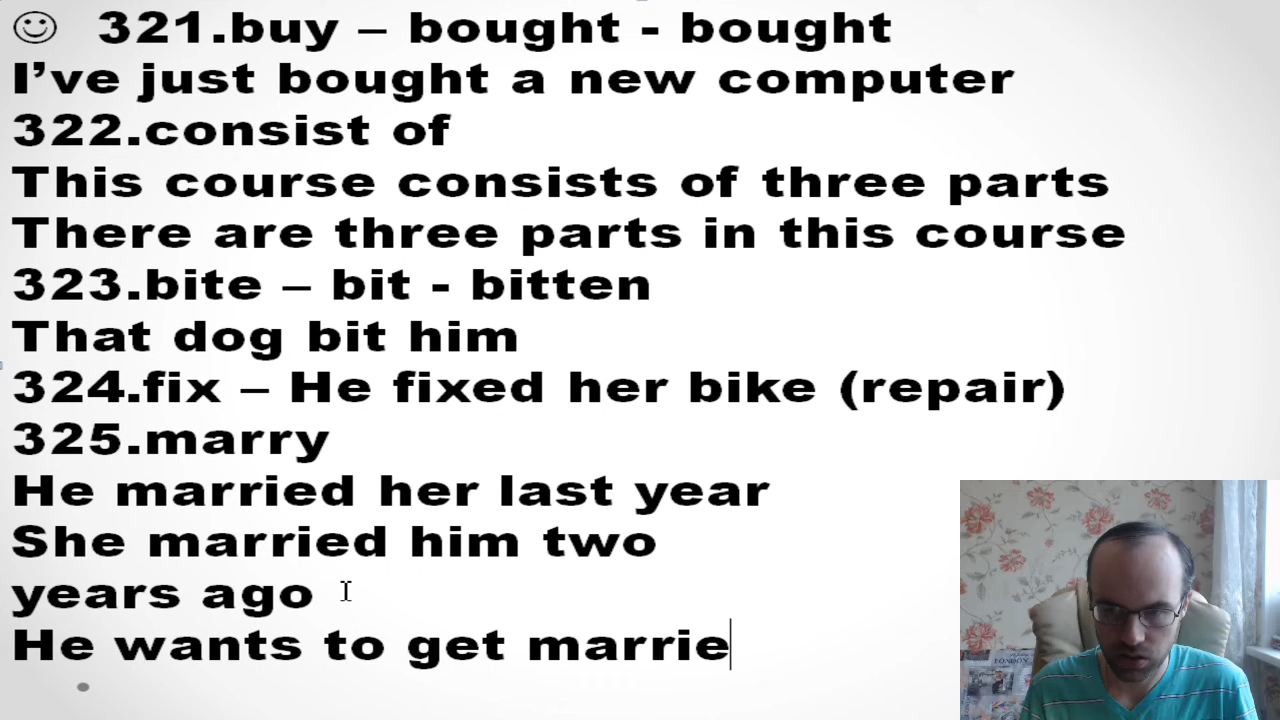 ☺ 321.buy – bought - bought
I’ve just bought a new computer
322.consist of
This course consists of three parts
There are three parts in this course
323.bite – bit - bitten
That dog bit him
324.fix – He fixed her bike (repair)
325.marry
He married her last year
She married him two
years ago
He wants to get marrie
LONDON